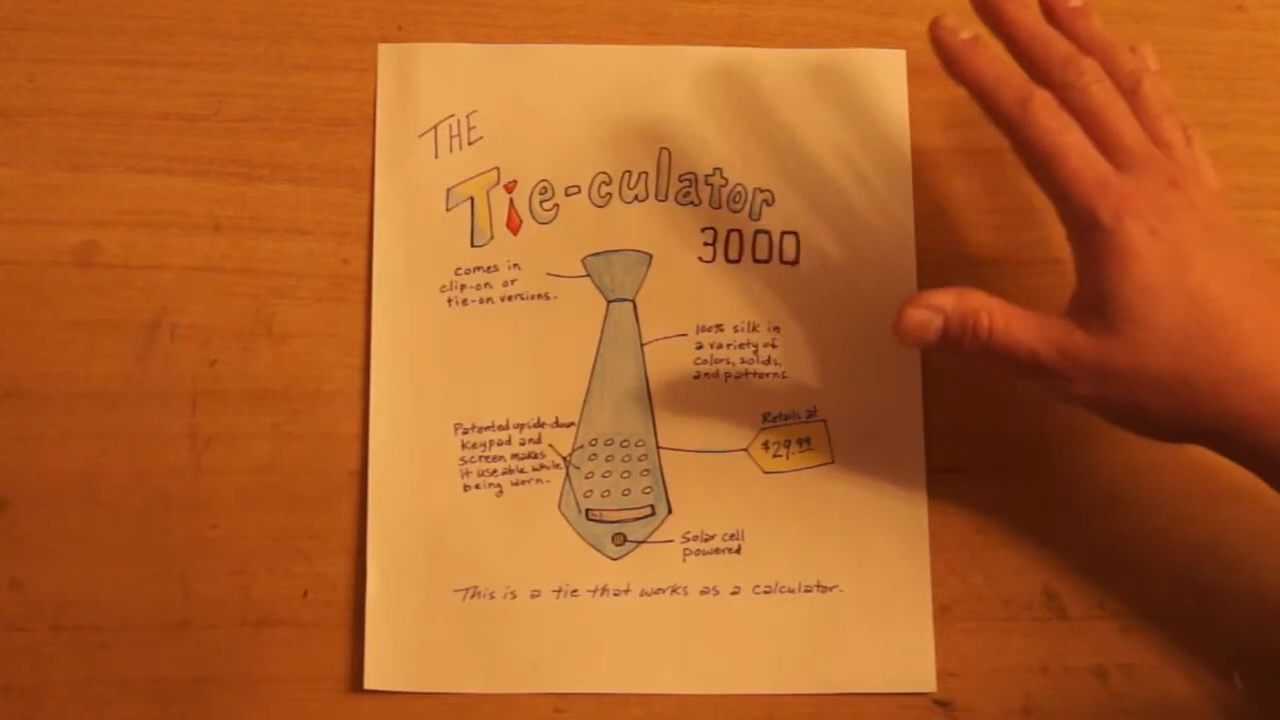 THE
Tie-culator
3000
comes in
clip-on or
tie-on versions.
100% silk in
a variety of
colors, solids,
and patterns.
Patented upside-down
keypad and
screen makes
it useable while
being worn.
Retails at
$29.99
Solar cell
powered
This is a tie that works as a calculator.